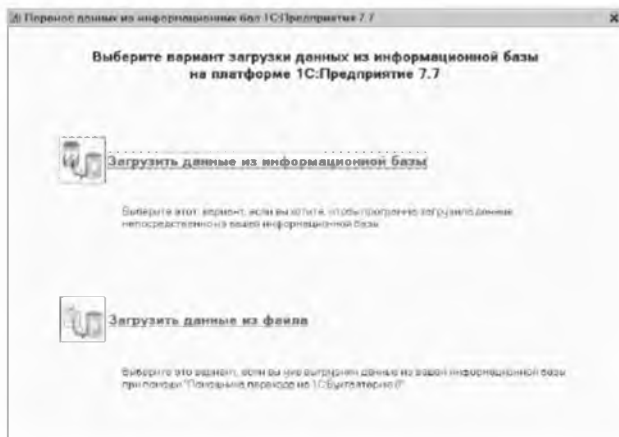 Перенос данных из информационных баз 1С:Предприятие 7.7
Выберите вариант загрузки данных из информационной базы
на платформе 1С:Предприятие 7.7
Загрузить данные из информационной базы
Выберите этот вариант, если вы хотите, чтобы программа загрузила данные
непосредственно из вашей информационной базы
Загрузить данные из файла
Выберите это вариант, если вы уже выгрузили данные из вашей информационной базы
при помощи "Помощника перехода на 1С:Бухгалтерию 8"